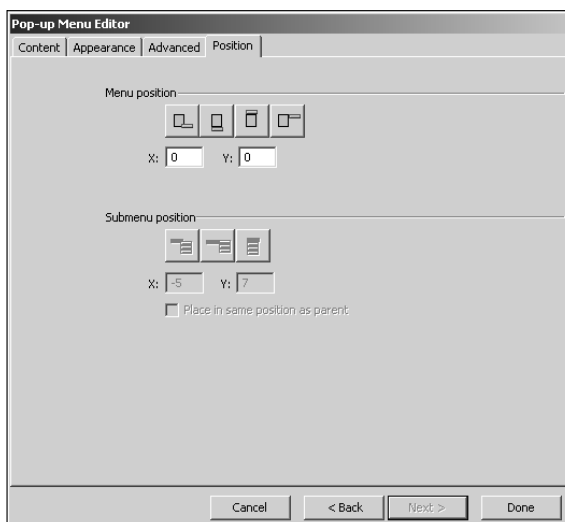 Pop-up Menu Editor
Content Appearance Advanced Position
Menu position
X: 0 Y: 0
Submenu position
X: -5 Y: 7
Place in same position as parent
Cancel < Back Next > Done